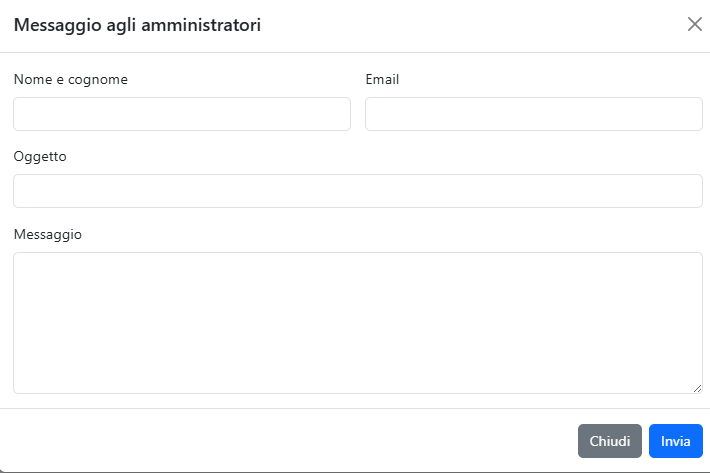 Messaggio agli amministratori
Nome e cognome Email
Oggetto
Messaggio
Chiudi Invia